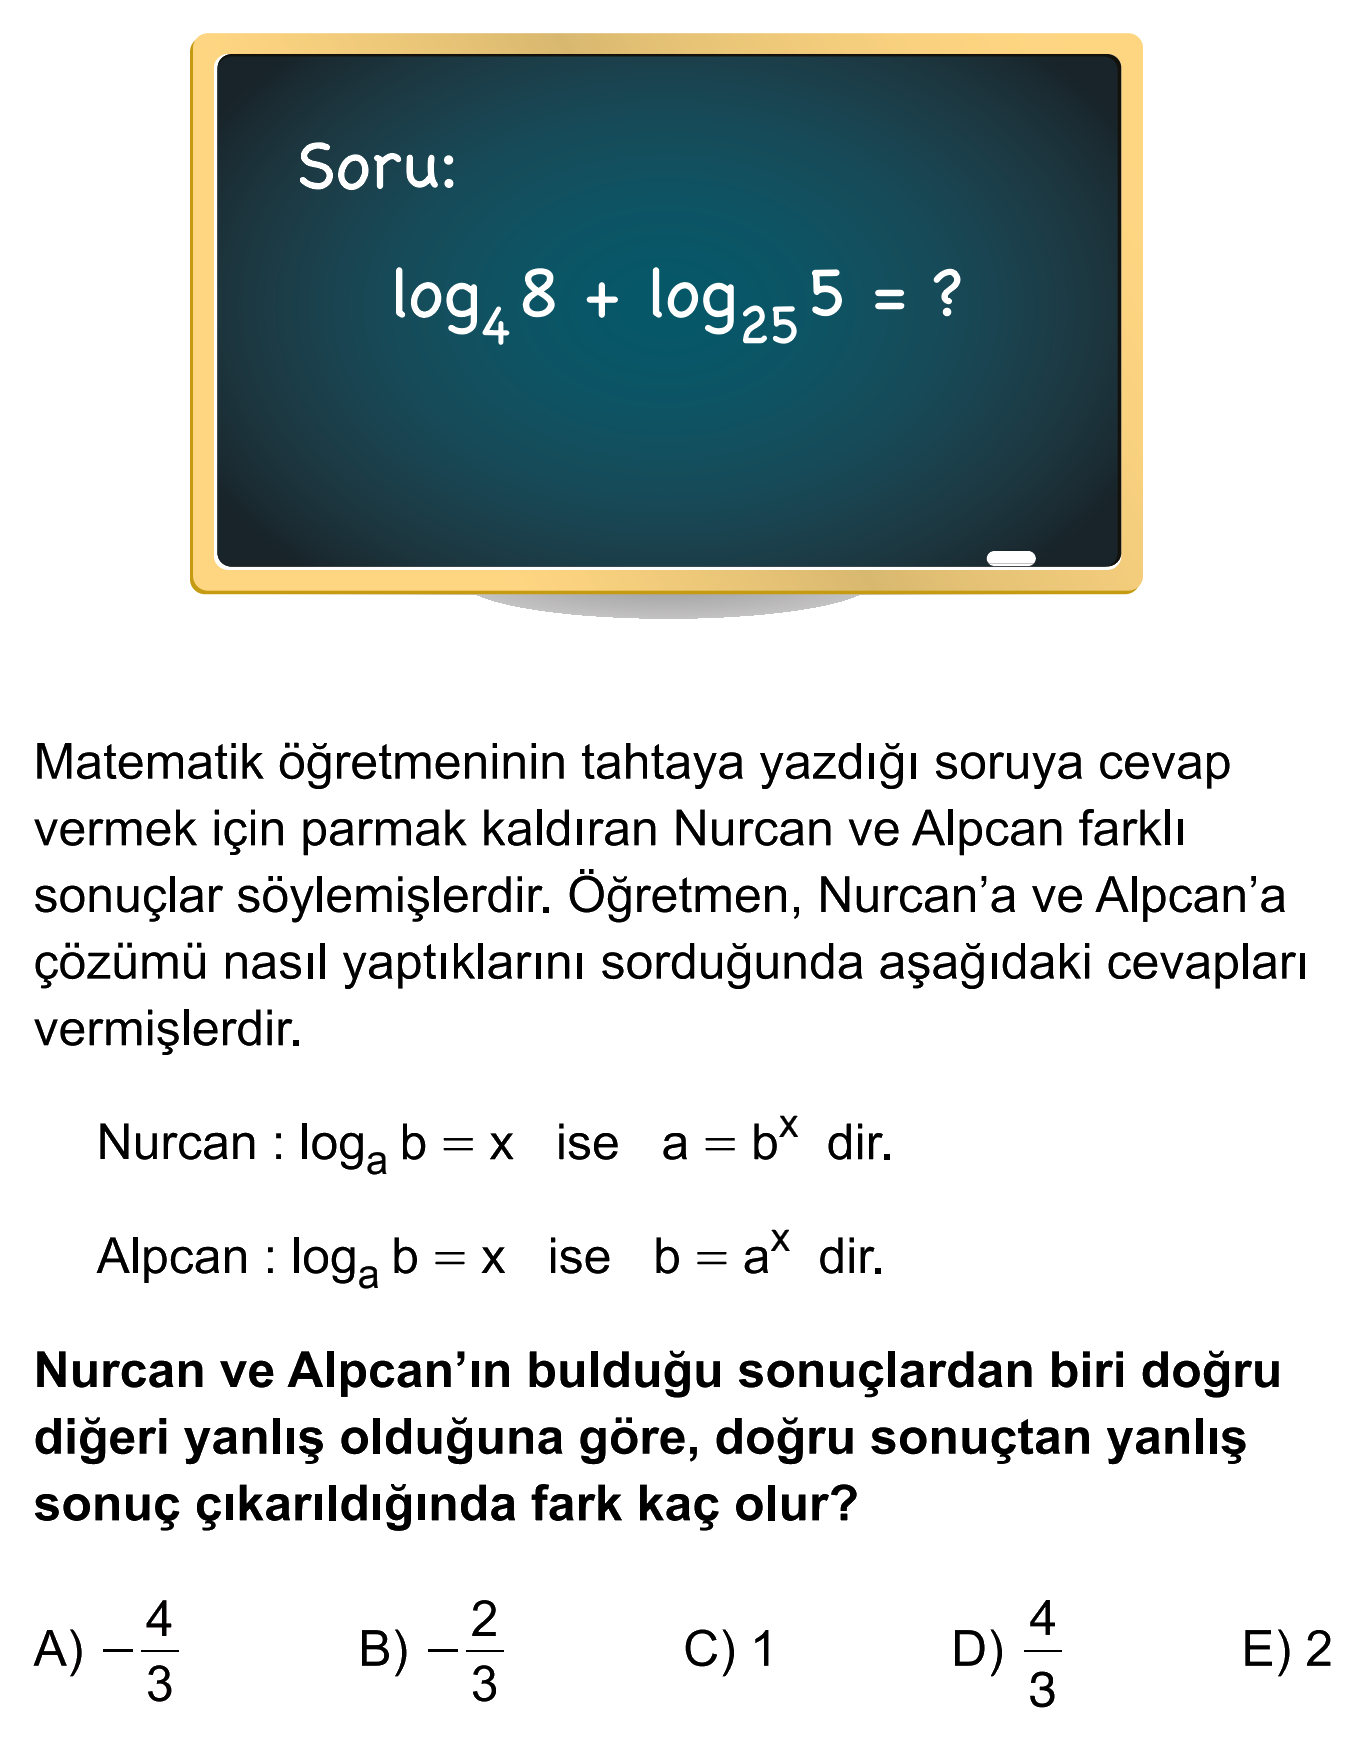 Soru:
log₄ 8 + log₂₅ 5 = ?
Matematik öğretmeninin tahtaya yazdığı soruya cevap
vermek için parmak kaldıran Nurcan ve Alpcan farklı
sonuçlar söylemişlerdir. Öğretmen, Nurcan’a ve Alpcan’a
çözümü nasıl yaptıklarını sorduğunda aşağıdaki cevapları
vermişlerdir.
Nurcan : logₐ b = x ise a = bˣ dir.
Alpcan : logₐ b = x ise b = aˣ dir.
Nurcan ve Alpcan’ın bulduğu sonuçlardan biri doğru
diğeri yanlış olduğuna göre, doğru sonuçtan yanlış
sonuç çıkarıldığında fark kaç olur?
A) −4/3 B) −2/3 C) 1 D) 4/3 E) 2